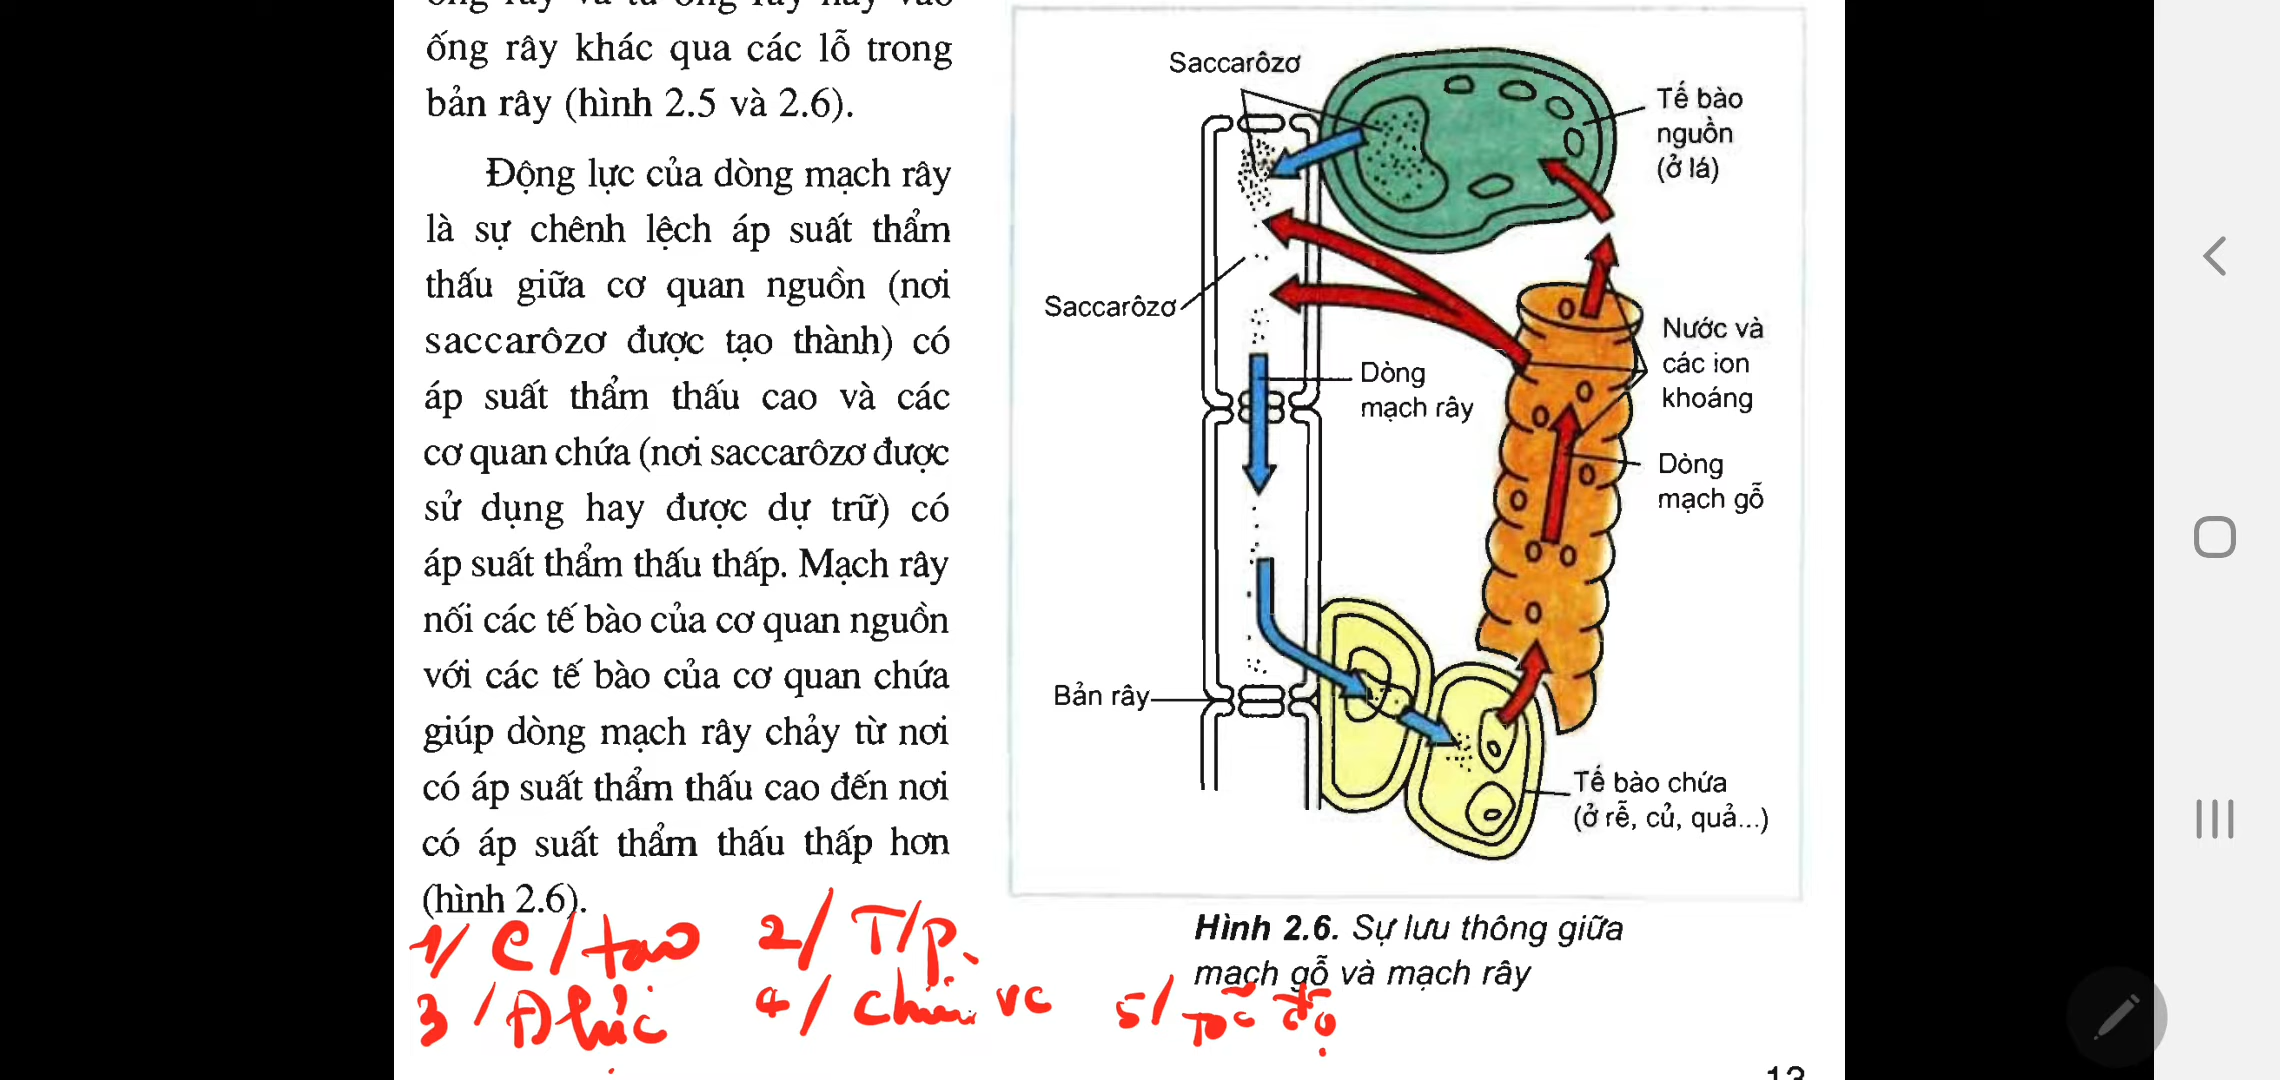 ống rây khác qua các lỗ trong
bản rây (hình 2.5 và 2.6).
Động lực của dòng mạch rây
là sự chênh lệch áp suất thẩm
thấu giữa cơ quan nguồn (nơi
saccarôzơ được tạo thành) có
áp suất thẩm thấu cao và các
cơ quan chứa (nơi saccarôzơ được
sử dụng hay được dự trữ) có
áp suất thẩm thấu thấp. Mạch rây
nối các tế bào của cơ quan nguồn
với các tế bào của cơ quan chứa
giúp dòng mạch rây chảy từ nơi
có áp suất thẩm thấu cao đến nơi
có áp suất thẩm thấu thấp hơn
(hình 2.6).
Saccarôzơ
Tế bào
nguồn
(ở lá)
Saccarôzơ
Nước và
các ion
khoáng
Dòng
mạch rây
Dòng
mạch gỗ
Bản rây
Tế bào chứa
(ở rễ, củ, quả...)
Hình 2.6. Sự lưu thông giữa
mạch gỗ và mạch rây
1/ C/tạo 2/ T/p.
3/ Đ lực 4/ Chiều vc 5/ Tốc độ
13